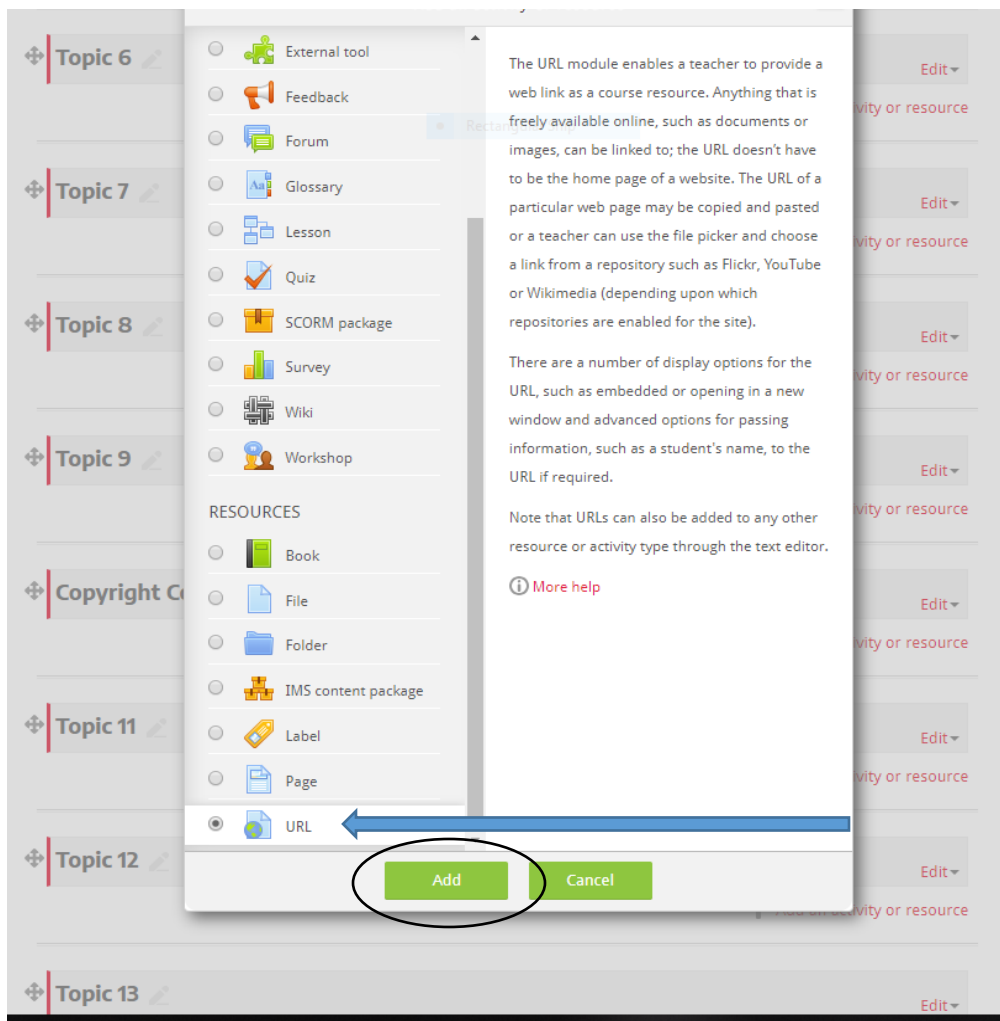 Topic 6
Edit
vity or resource
Topic 7
Edit
vity or resource
Topic 8
Edit
vity or resource
Topic 9
Edit
vity or resource
Copyright C
Edit
vity or resource
Topic 11
Edit
vity or resource
Topic 12
Edit
Add an activity or resource
Topic 13
Edit
External tool
Feedback
Forum
Glossary
Lesson
Quiz
SCORM package
Survey
Wiki
Workshop
RESOURCES
Book
File
Folder
IMS content package
Label
Page
URL
The URL module enables a teacher to provide a
web link as a course resource. Anything that is
freely available online, such as documents or
images, can be linked to; the URL doesn't have
to be the home page of a website. The URL of a
particular web page may be copied and pasted
or a teacher can use the file picker and choose
a link from a repository such as Flickr, YouTube
or Wikimedia (depending upon which
repositories are enabled for the site).
There are a number of display options for the
URL, such as embedded or opening in a new
window and advanced options for passing
information, such as a student's name, to the
URL if required.
Note that URLs can also be added to any other
resource or activity type through the text editor.
More help
Add
Cancel
Rectangular Snip